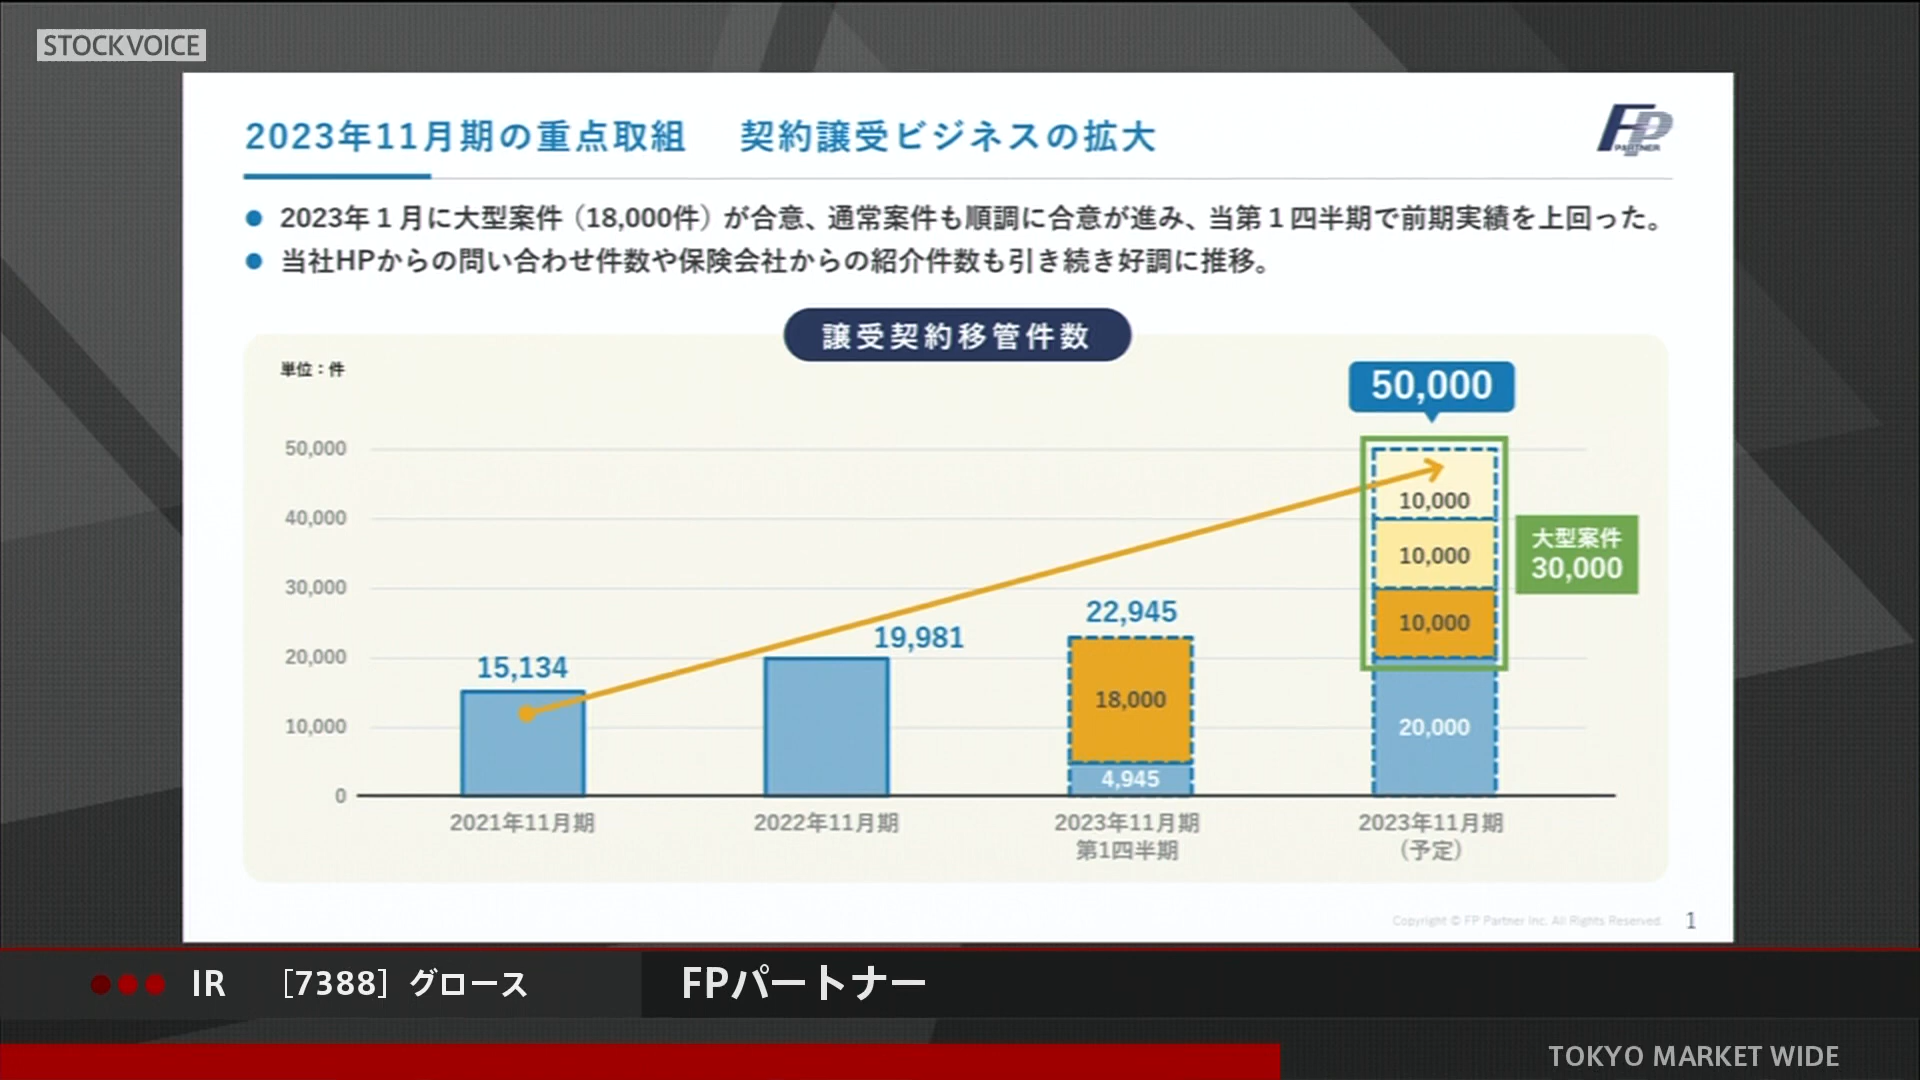 STOCKVOICE
2023年11月期の重点取組 契約譲受ビジネスの拡大
FP
PARTNER
● 2023年1月に大型案件（18,000件）が合意、通常案件も順調に合意が進み、当第1四半期で前期実績を上回った。
● 当社HPからの問い合わせ件数や保険会社からの紹介件数も引き続き好調に推移。
譲受契約移管件数
単位：件
50,000
50,000
40,000
30,000
20,000
10,000
0
15,134
19,981
22,945
18,000
4,945
10,000
10,000
10,000
20,000
大型案件
30,000
2021年11月期
2022年11月期
2023年11月期
第1四半期
2023年11月期
（予定）
Copyright © FP Partner Inc. All Rights Reserved.
1
IR ［7388］グロース FPパートナー
TOKYO MARKET WIDE